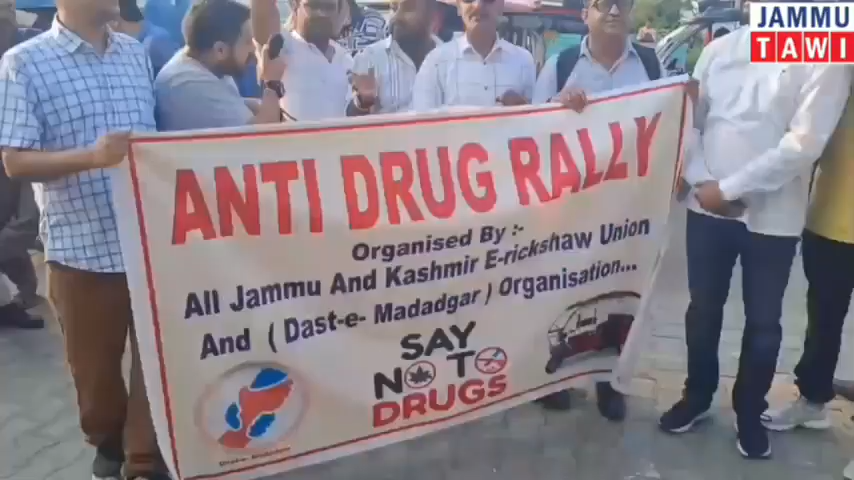 JAMMU
TAWI
ANTI DRUG RALLY
Organised By :-
All Jammu And Kashmir E-rickshaw Union
And ( Dast-e- Madadgar ) Organisation...
SAY
NOT TO
DRUGS